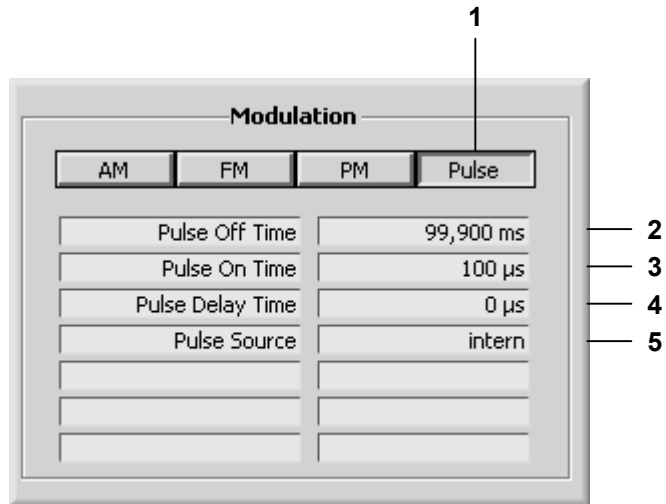 1
Modulation
AM FM PM Pulse
Pulse Off Time 99,900 ms 2
Pulse On Time 100 µs 3
Pulse Delay Time 0 µs 4
Pulse Source intern 5